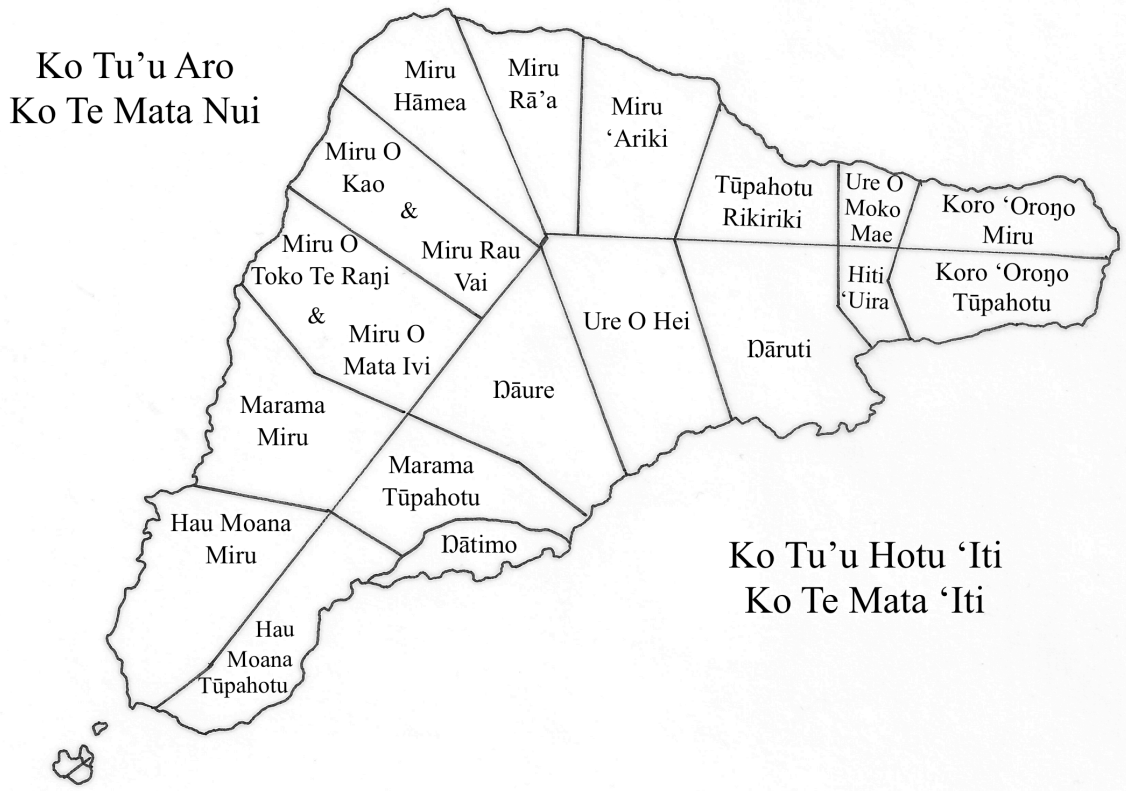 Ko Tu’u Aro
Ko Te Mata Nui
Miru
Hāmea
Miru
Rā’a
Miru
‘Ariki
Miru O
Kao
&
Miru Rau
Vai
Tūpahotu
Rikiriki
Ure O
Moko
Mae
Koro ‘Oroŋo
Miru
Miru O
Toko Te Raŋi
&
Miru O
Mata Ivi
Hiti
‘Uira
Koro ‘Oroŋo
Tūpahotu
Ure O Hei
Ŋāruti
Ŋāure
Marama
Miru
Marama
Tūpahotu
Hau Moana
Miru
Ŋātimo
Hau
Moana
Tūpahotu
Ko Tu’u Hotu ‘Iti
Ko Te Mata ‘Iti